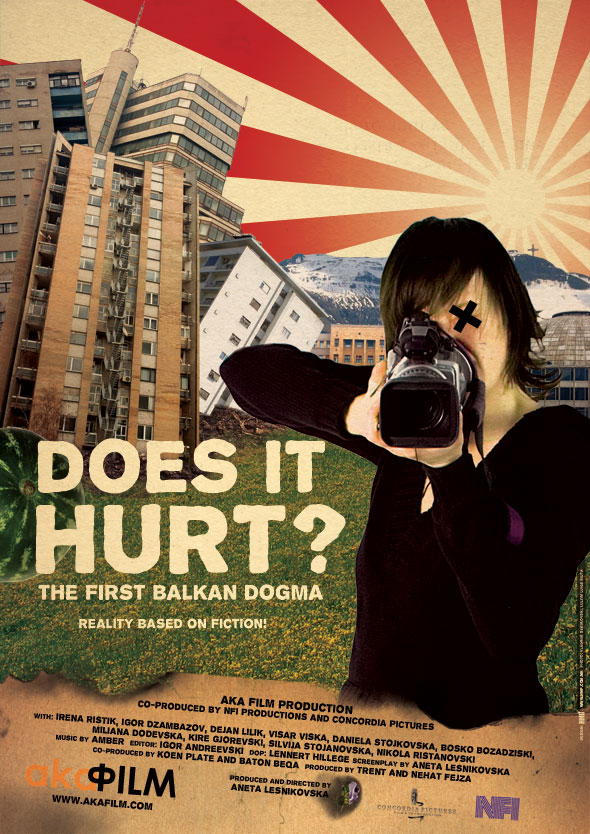 DOES IT
HURT?
THE FIRST BALKAN DOGMA
REALITY BASED ON FICTION!
AKA FILM PRODUCTION
CO-PRODUCED BY NFI PRODUCTIONS AND CONCORDIA PICTURES
WITH: IRENA RISTIK, IGOR DZAMBAZOV, DEJAN LILIK, VISAR VISKA, DANIELA STOJKOVSKA, BOSKO BOZADZISKI,
MILJANA DODEVSKA, KIRE GJOREVSKI, SILVIJA STOJANOVSKA, NIKOLA RISTANOVSKI
MUSIC BY AMBER EDITOR: IGOR ANDREEVSKI DOP: LENNERT HILLEGE SCREENPLAY BY ANETA LESNIKOVSKA
CO-PRODUCED BY KOEN PLATE AND BATON BEQA PRODUCED BY TRENT AND NEHAT FEJZA
PRODUCED AND DIRECTED BY
ANETA LESNIKOVSKA
akaФILM
WWW.AKAFILM.COM
CONCORDIA PICTURES
NFI